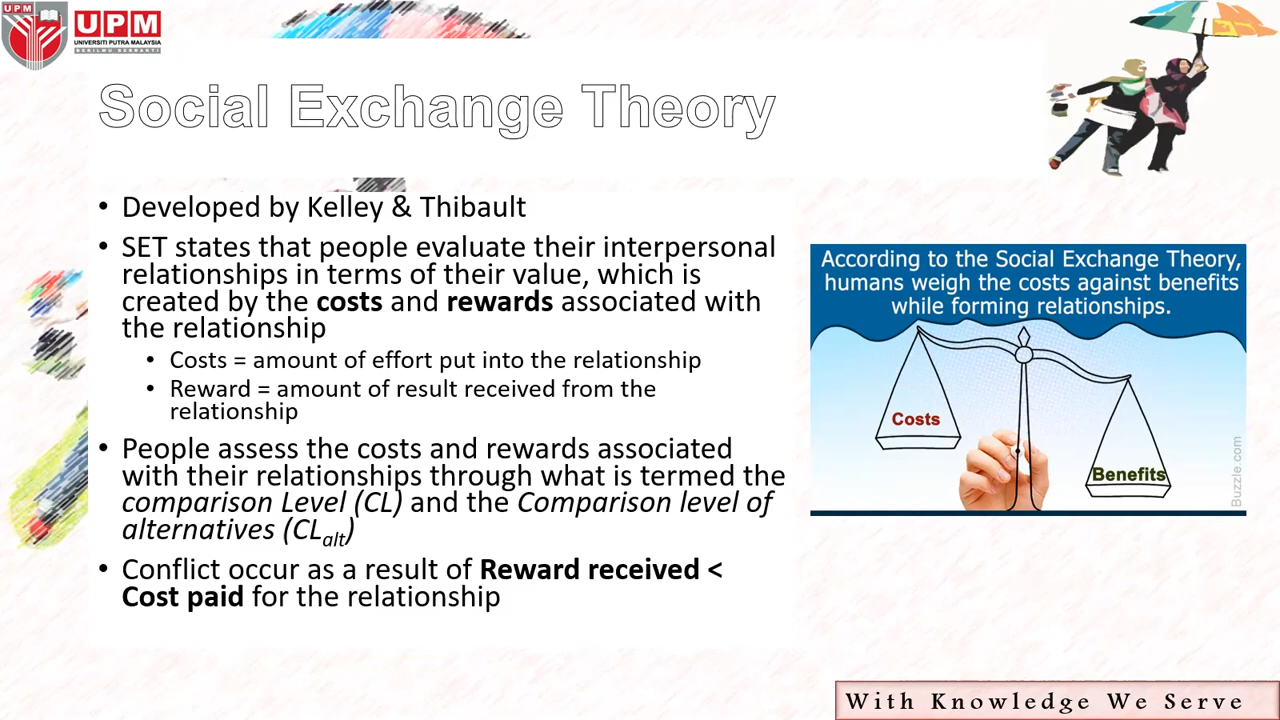 UPM
UPM
UNIVERSITI PUTRA MALAYSIA
BERILMU BERBAKTI
Social Exchange Theory
• Developed by Kelley & Thibault
• SET states that people evaluate their interpersonal
relationships in terms of their value, which is
created by the costs and rewards associated with
the relationship
• Costs = amount of effort put into the relationship
• Reward = amount of result received from the
relationship
• People assess the costs and rewards associated
with their relationships through what is termed the
comparison Level (CL) and the Comparison level of
alternatives (CLalt)
• Conflict occur as a result of Reward received <
Cost paid for the relationship
According to the Social Exchange Theory,
humans weigh the costs against benefits
while forming relationships.
Costs
Benefits
Buzzle.com
With Knowledge We Serve